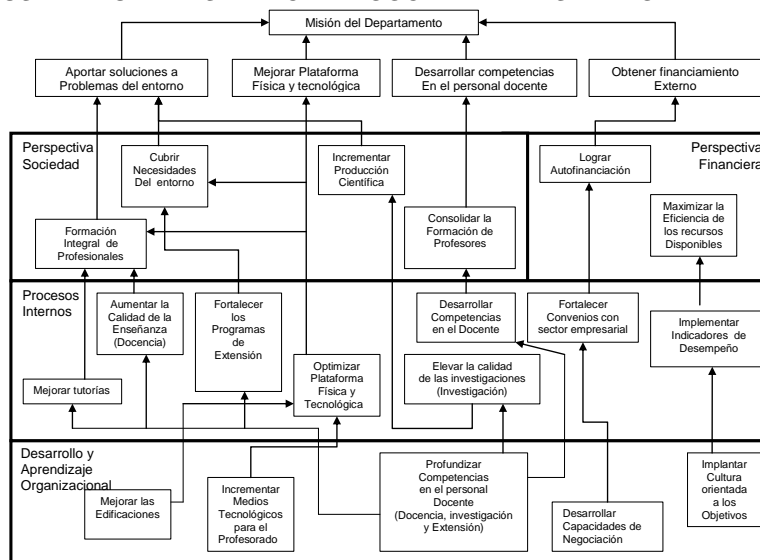 Misión del Departamento
Aportar soluciones a
Problemas del entorno
Mejorar Plataforma
Física y tecnológica
Desarrollar competencias
En el personal docente
Obtener financiamiento
Externo
Perspectiva
Sociedad
Cubrir
Necesidades
Del entorno
Incrementar
Producción
Científica
Lograr
Autofinanciación
Perspectiva
Financiera
Formación
Integral de
Profesionales
Consolidar la
Formación de
Profesores
Maximizar la
Eficiencia de
los recursos
Disponibles
Procesos
Internos
Aumentar la
Calidad de la
Enseñanza
(Docencia)
Fortalecer
los
Programas
de
Extensión
Desarrollar
Competencias
en el Docente
Fortalecer
Convenios con
sector empresarial
Implementar
Indicadores de
Desempeño
Mejorar tutorías
Optimizar
Plataforma
Física y
Tecnológica
Elevar la calidad
de las investigaciones
(Investigación)
Desarrollo y
Aprendizaje
Organizacional
Mejorar las
Edificaciones
Incrementar
Medios
Tecnológicos
para el
Profesorado
Profundizar
Competencias
en el personal
Docente
(Docencia, investigación
y Extensión)
Desarrollar
Capacidades de
Negociación
Implantar
Cultura
orientada
a los
Objetivos